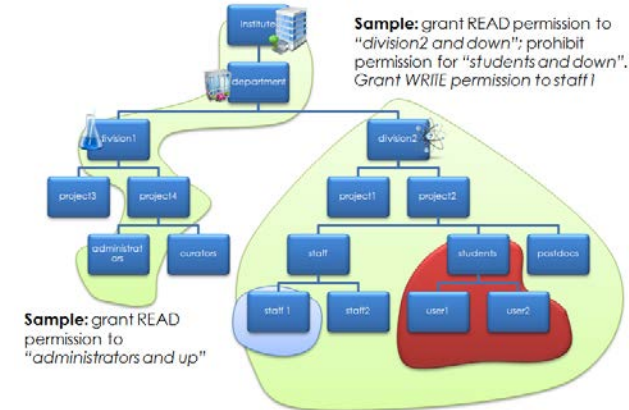 institute
Sample: grant READ permission to
"division2 and down"; prohibit
permission for "students and down".
Grant WRITE permission to staff1
department
division1
division2
project3
project4
project1
project2
administrat
ors
curators
staff
students
postdocs
staff 1
staff2
user1
user2
Sample: grant READ
permission to
"administrators and up"